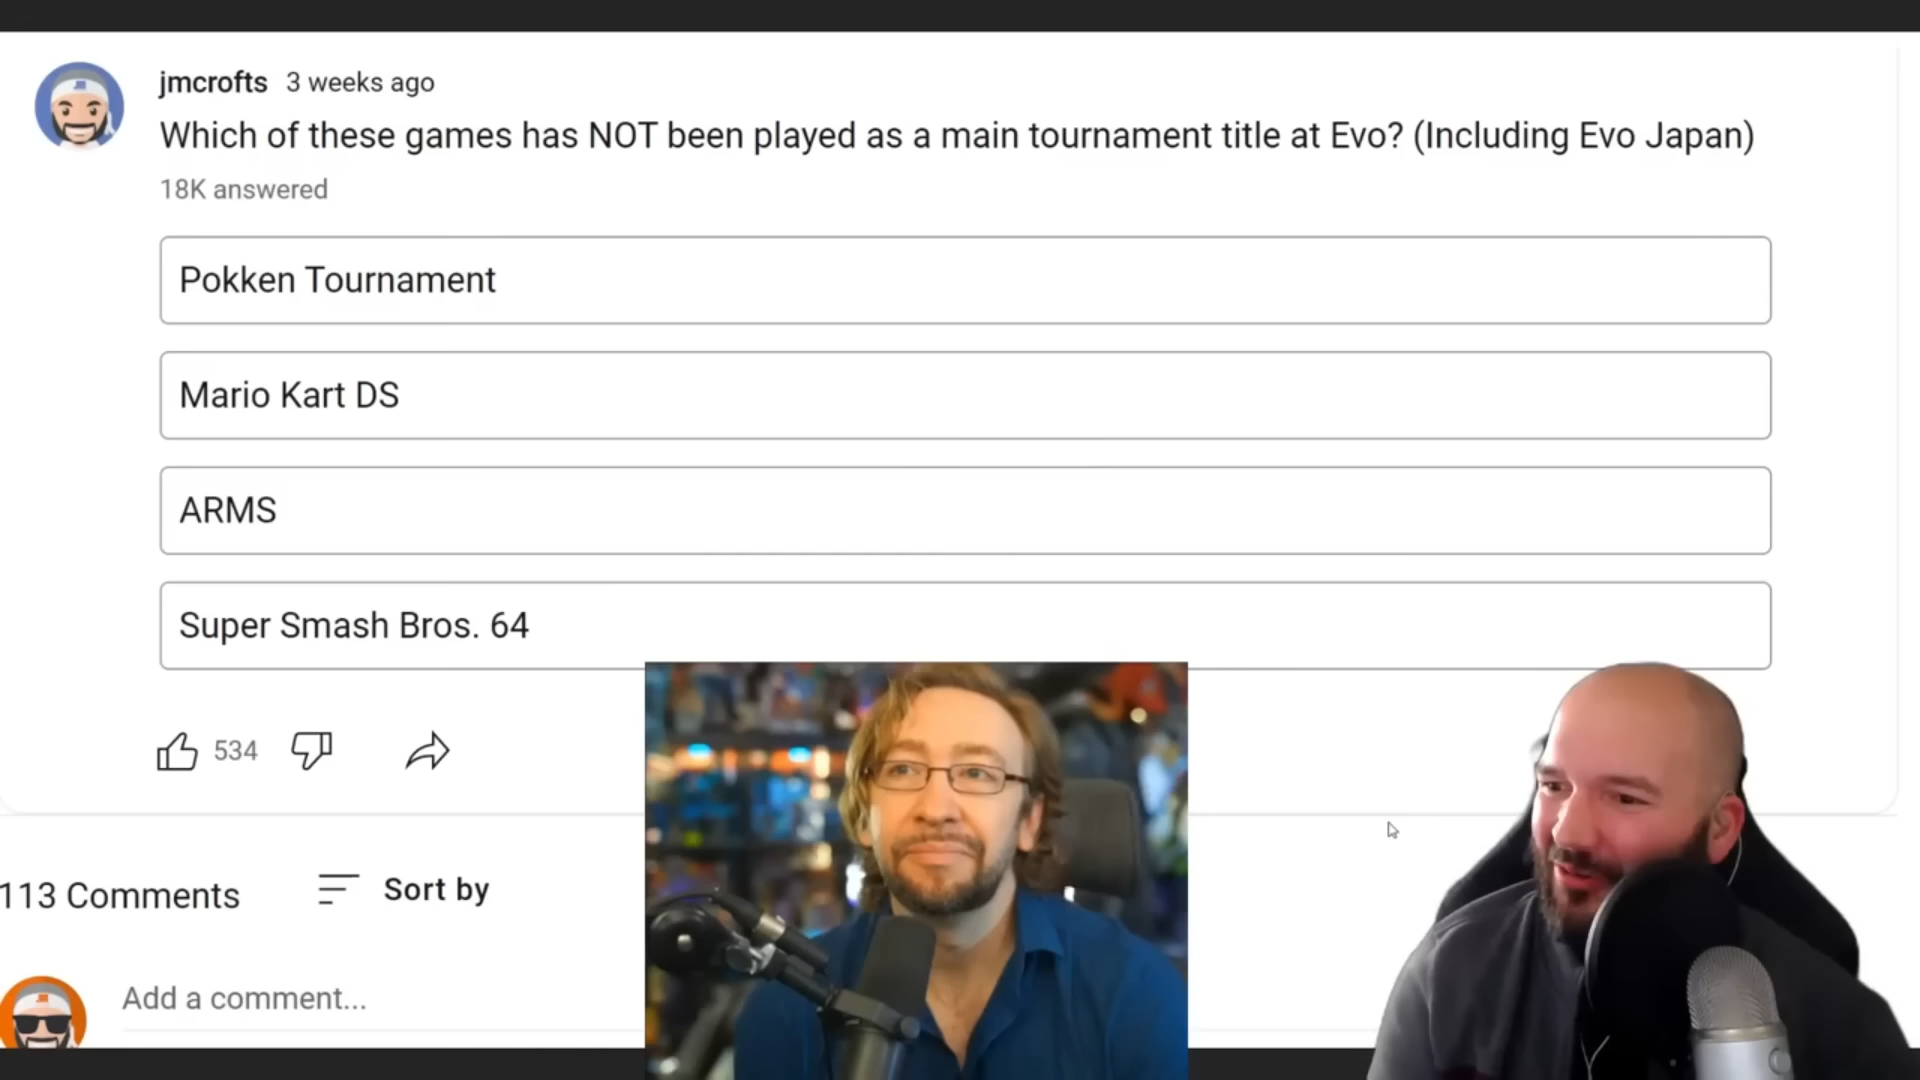 jmcrofts 3 weeks ago
Which of these games has NOT been played as a main tournament title at Evo? (Including Evo Japan)
18K answered
Pokken Tournament
Mario Kart DS
ARMS
Super Smash Bros. 64
534
113 Comments
Sort by
Add a comment...